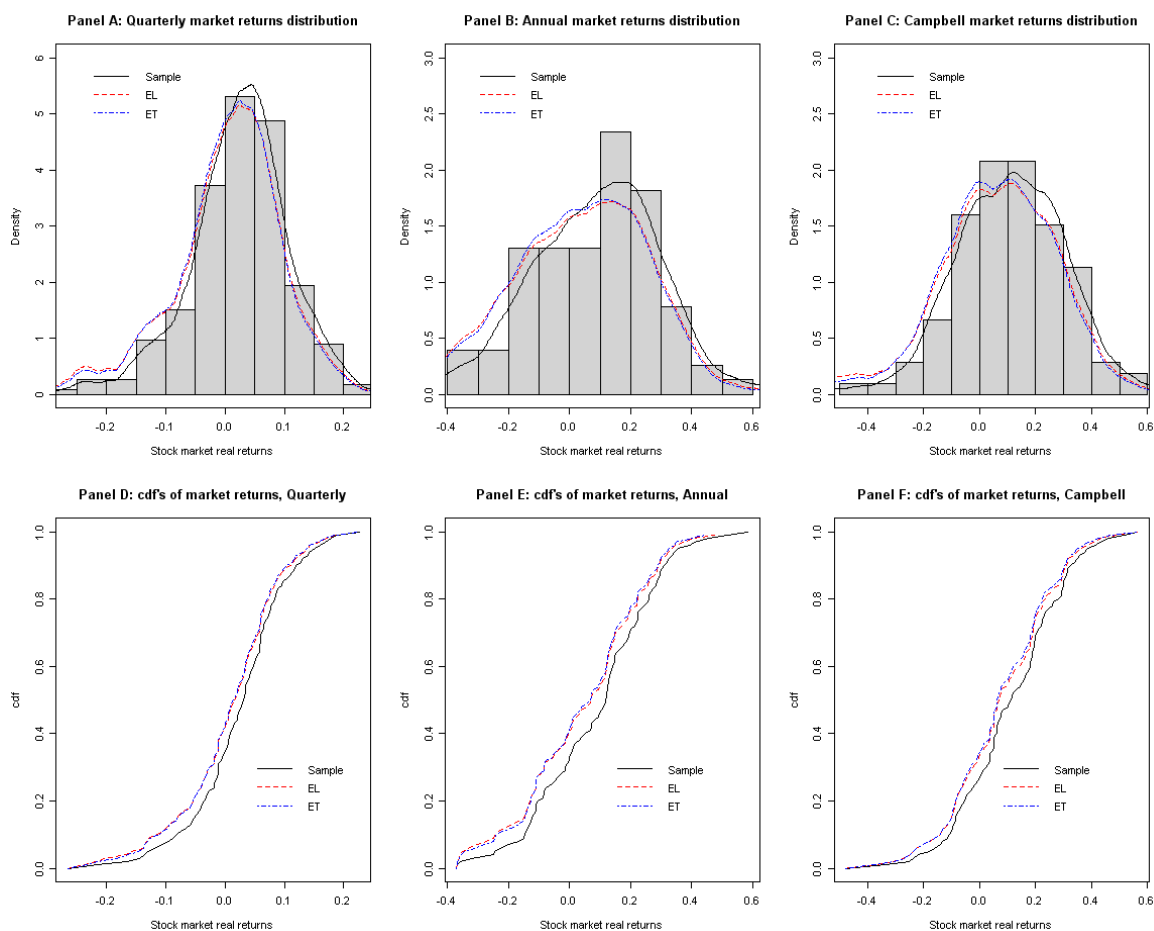 Panel A: Quarterly market returns distribution
Density
0 1 2 3 4 5 6
Sample
EL
ET
-0.2 -0.1 0.0 0.1 0.2
Stock market real returns
Panel B: Annual market returns distribution
Density
0.0 0.5 1.0 1.5 2.0 2.5 3.0
Sample
EL
ET
-0.4 -0.2 0.0 0.2 0.4 0.6
Stock market real returns
Panel C: Campbell market returns distribution
Density
0.0 0.5 1.0 1.5 2.0 2.5 3.0
Sample
EL
ET
-0.4 -0.2 0.0 0.2 0.4 0.6
Stock market real returns
Panel D: cdf's of market returns, Quarterly
cdf
0.0 0.2 0.4 0.6 0.8 1.0
Sample
EL
ET
-0.2 -0.1 0.0 0.1 0.2
Stock market real returns
Panel E: cdf's of market returns, Annual
cdf
0.0 0.2 0.4 0.6 0.8 1.0
Sample
EL
ET
-0.4 -0.2 0.0 0.2 0.4 0.6
Stock market real returns
Panel F: cdf's of market returns, Campbell
cdf
0.0 0.2 0.4 0.6 0.8 1.0
Sample
EL
ET
-0.4 -0.2 0.0 0.2 0.4 0.6
Stock market real returns